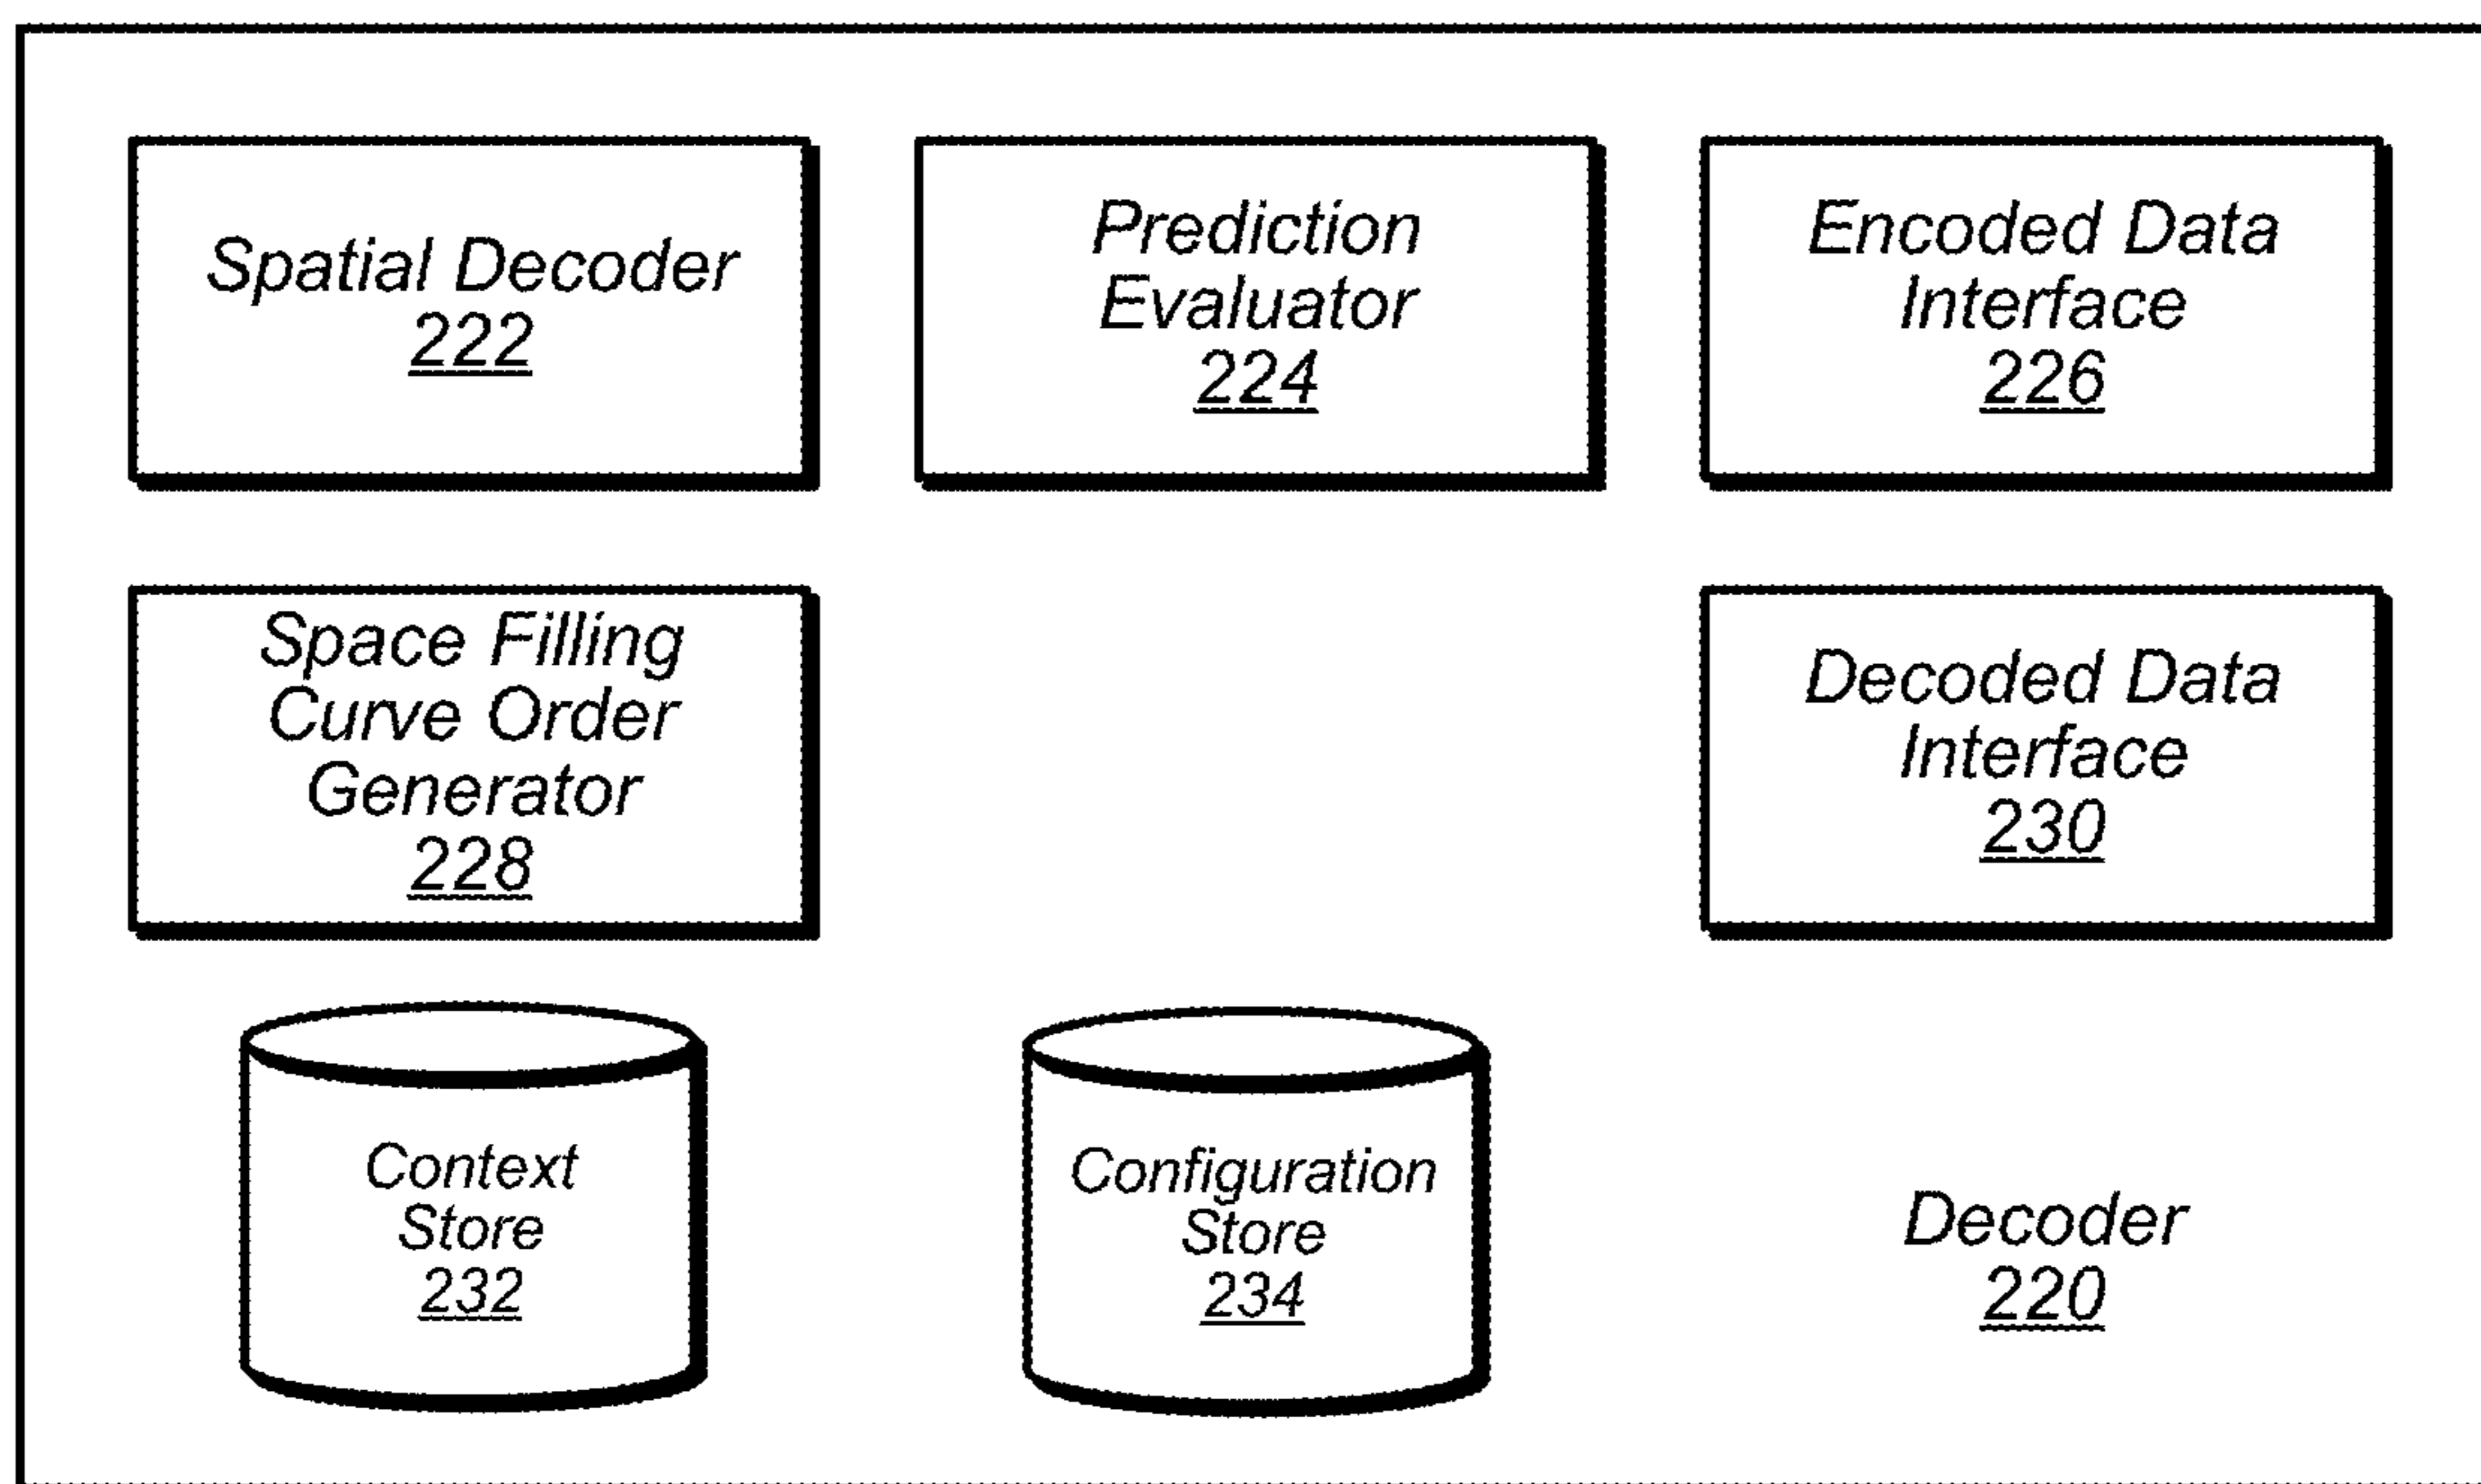 Spatial Decoder
222
Prediction
Evaluator
224
Encoded Data
Interface
226
Space Filling
Curve Order
Generator
228
Decoded Data
Interface
230
Context
Store
232
Configuration
Store
234
Decoder
220